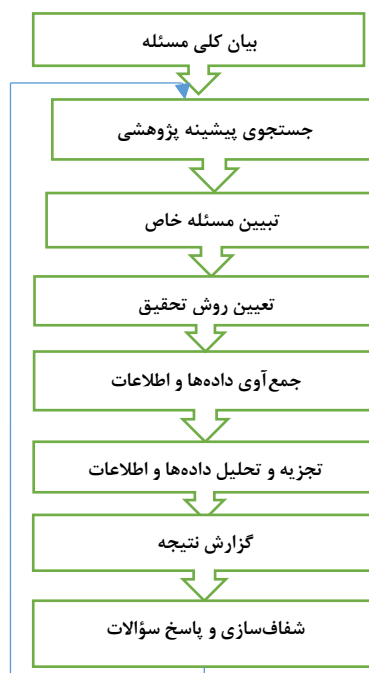 بیان کلی مسئله
جستجوی پیشینه پژوهشی
تبیین مسئله خاص
تعیین روش تحقیق
جمع‌آوی داده‌ها و اطلاعات
تجزیه و تحلیل داده‌ها و اطلاعات
گزارش نتیجه
شفاف‌سازی و پاسخ سؤالات